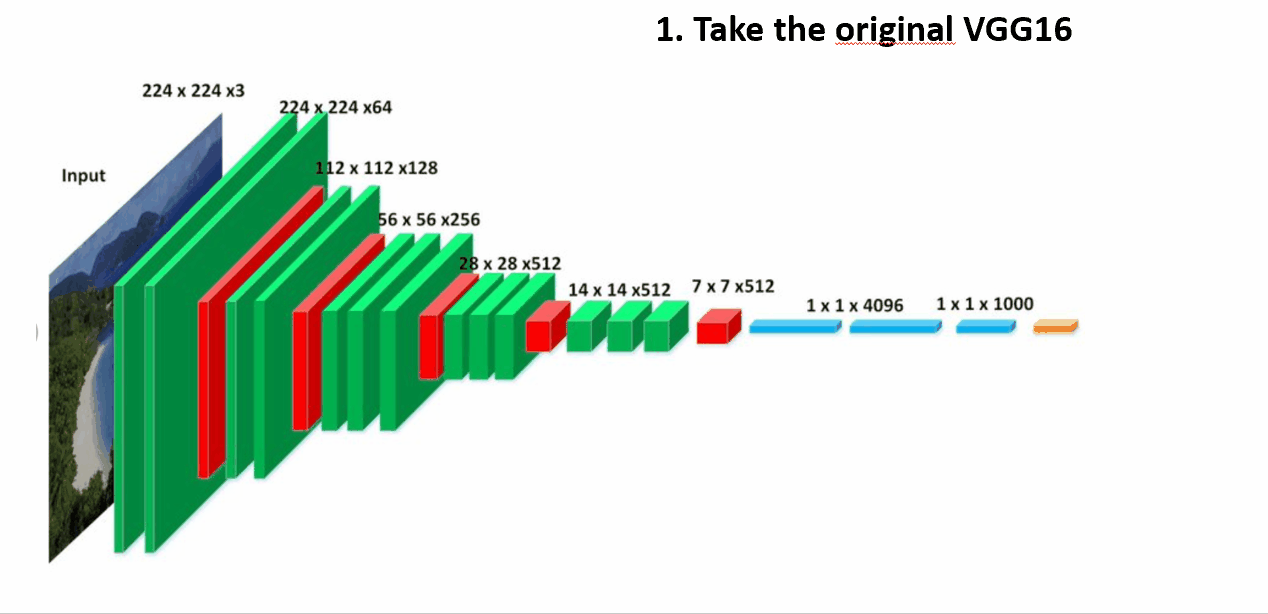 1. Take the original VGG16
224 x 224 x3
224 x 224 x64
Input
112 x 112 x128
56 x 56 x256
28 x 28 x512
14 x 14 x512
7 x 7 x512
1 x 1 x 4096
1 x 1 x 1000